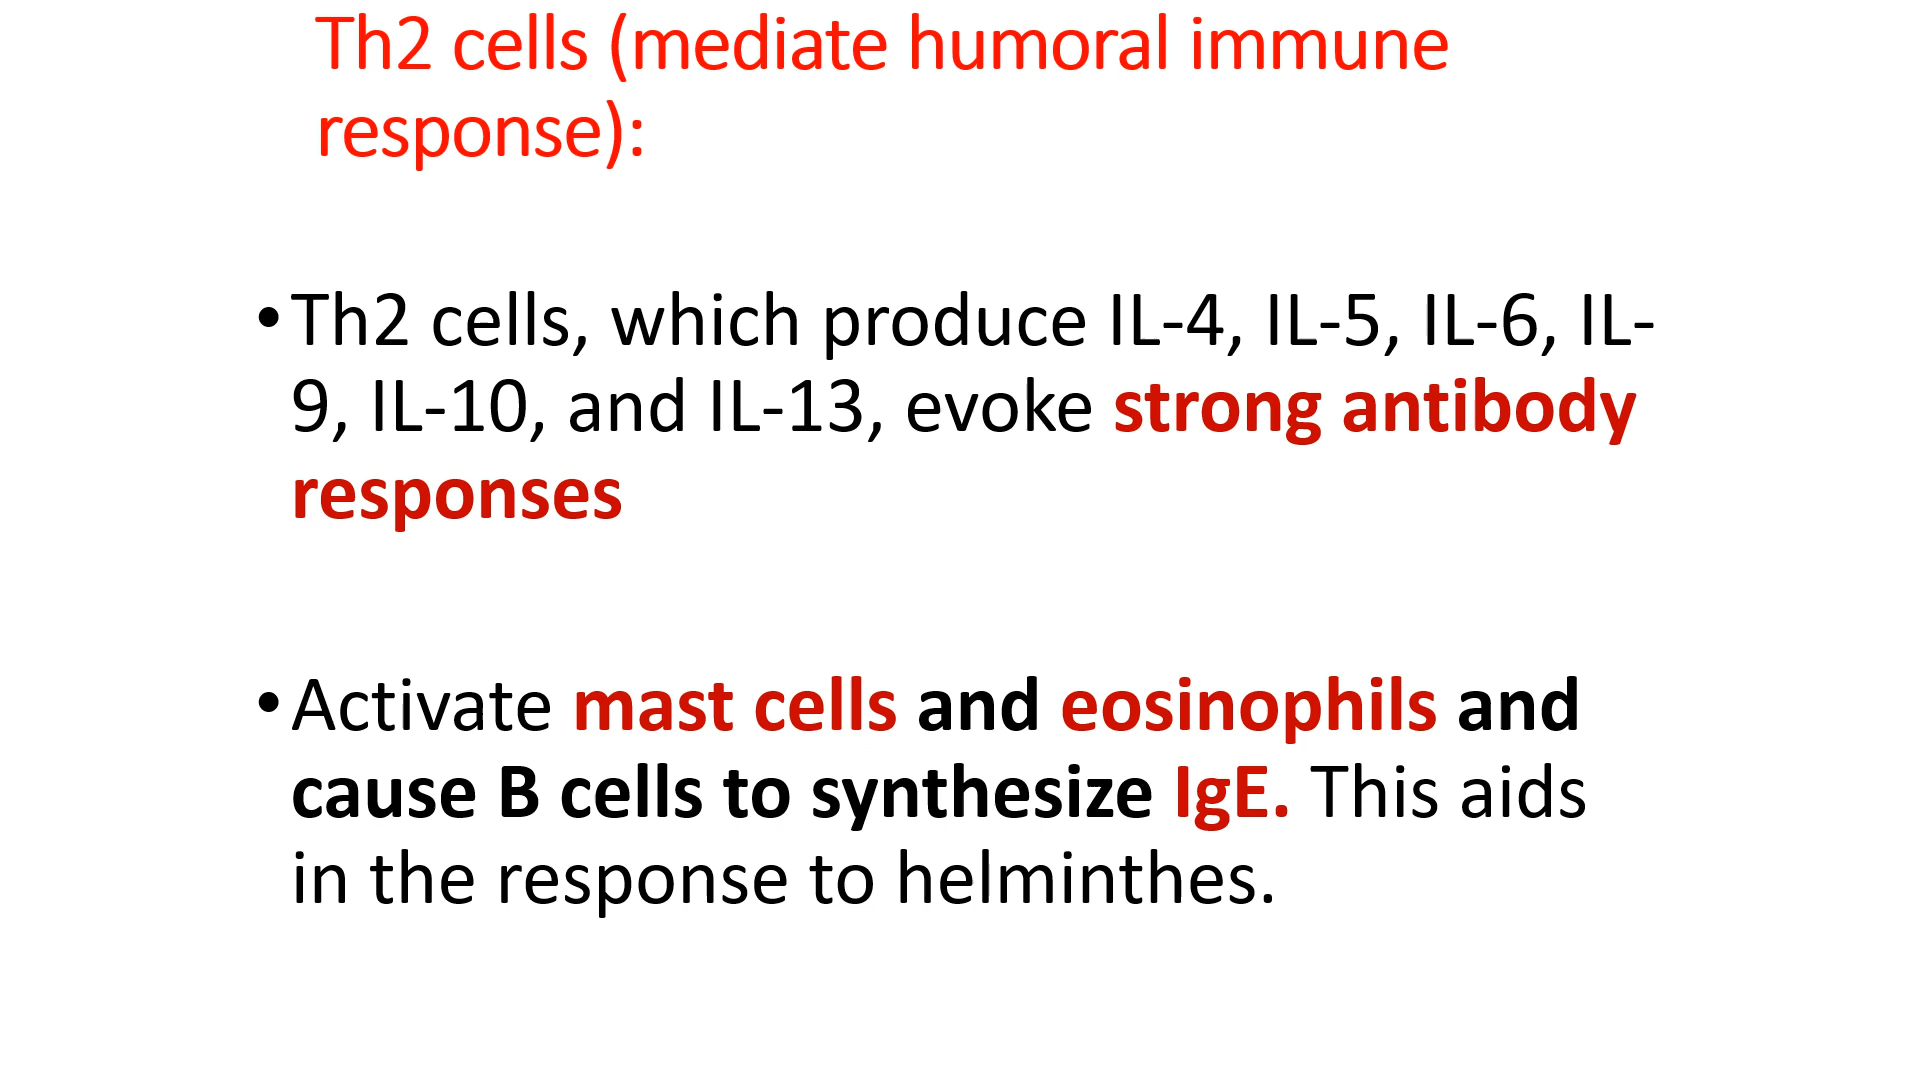 Th2 cells (mediate humoral immune
response):
•Th2 cells, which produce IL-4, IL-5, IL-6, IL-
9, IL-10, and IL-13, evoke strong antibody
responses
•Activate mast cells and eosinophils and
cause B cells to synthesize IgE. This aids
in the response to helminthes.